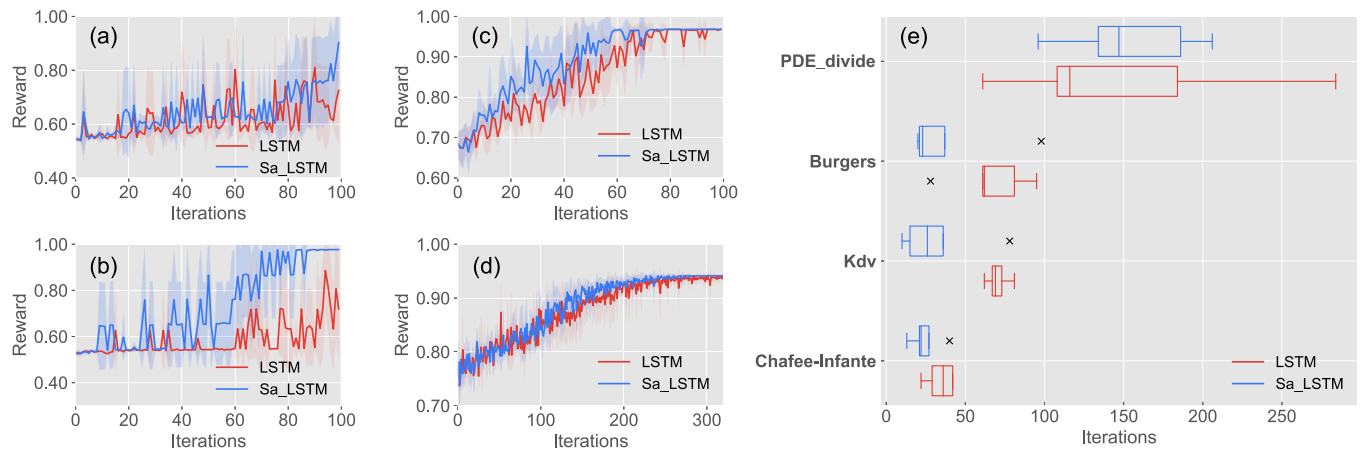 (a)
1.00
0.80
0.60
0.40
Reward
LSTM
Sa_LSTM
0 20 40 60 80 100
Iterations
(b)
1.00
0.80
0.60
0.40
Reward
LSTM
Sa_LSTM
0 20 40 60 80 100
Iterations
(c)
1.00
0.90
0.80
0.70
0.60
Reward
LSTM
Sa_LSTM
0 20 40 60 80 100
Iterations
(d)
1.00
0.90
0.80
0.70
Reward
LSTM
Sa_LSTM
0 100 200 300
Iterations
(e)
PDE_divide
Burgers
Kdv
Chafee-Infante
LSTM
Sa_LSTM
0 50 100 150 200 250
Iterations